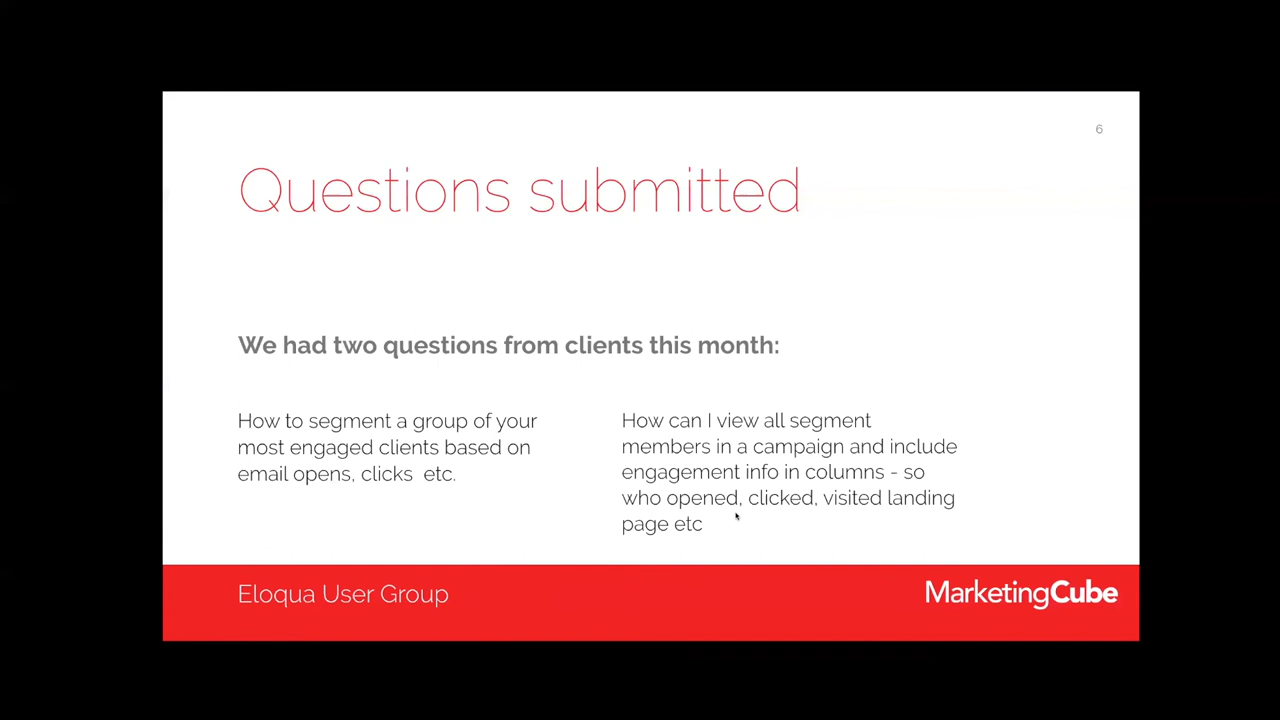 6
Questions submitted
We had two questions from clients this month:
How to segment a group of your
most engaged clients based on
email opens, clicks  etc.
How can I view all segment
members in a campaign and include
engagement info in columns - so
who opened, clicked, visited landing
page etc
Eloqua User Group
MarketingCube